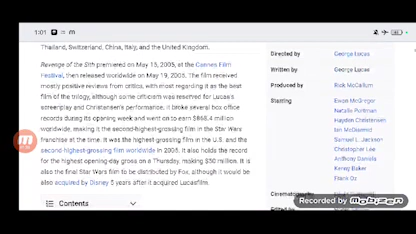 1:01
Thailand, Switzerland, China, Italy, and the United Kingdom.
Revenge of the Sith premiered on May 15, 2005, at the Cannes Film
Festival, then released worldwide on May 19, 2005. The film received
mostly positive reviews from critics, with most regarding it as the best
film of the trilogy, although some criticism was reserved for Lucas's
screenplay and Christensen's performance. It broke several box office
records during its opening week and went on to earn $868.4 million
worldwide, making it the second-highest-grossing film in the Star Wars
franchise at the time. It was the highest-grossing film in the U.S. and the
second-highest-grossing film worldwide in 2005. It also holds the record
for the highest opening-day gross on a Thursday, making $50 million. It is
also the final Star Wars film to be distributed by Fox, although it would be
also acquired by Disney 5 years after it acquired Lucasfilm.
Contents
Directed by George Lucas
Written by George Lucas
Produced by Rick McCallum
Starring Ewan McGregor
Natalie Portman
Hayden Christensen
Ian McDiarmid
Samuel L. Jackson
Christopher Lee
Anthony Daniels
Kenny Baker
Frank Oz
Cinematography
Edited by
Recorded by mobizen